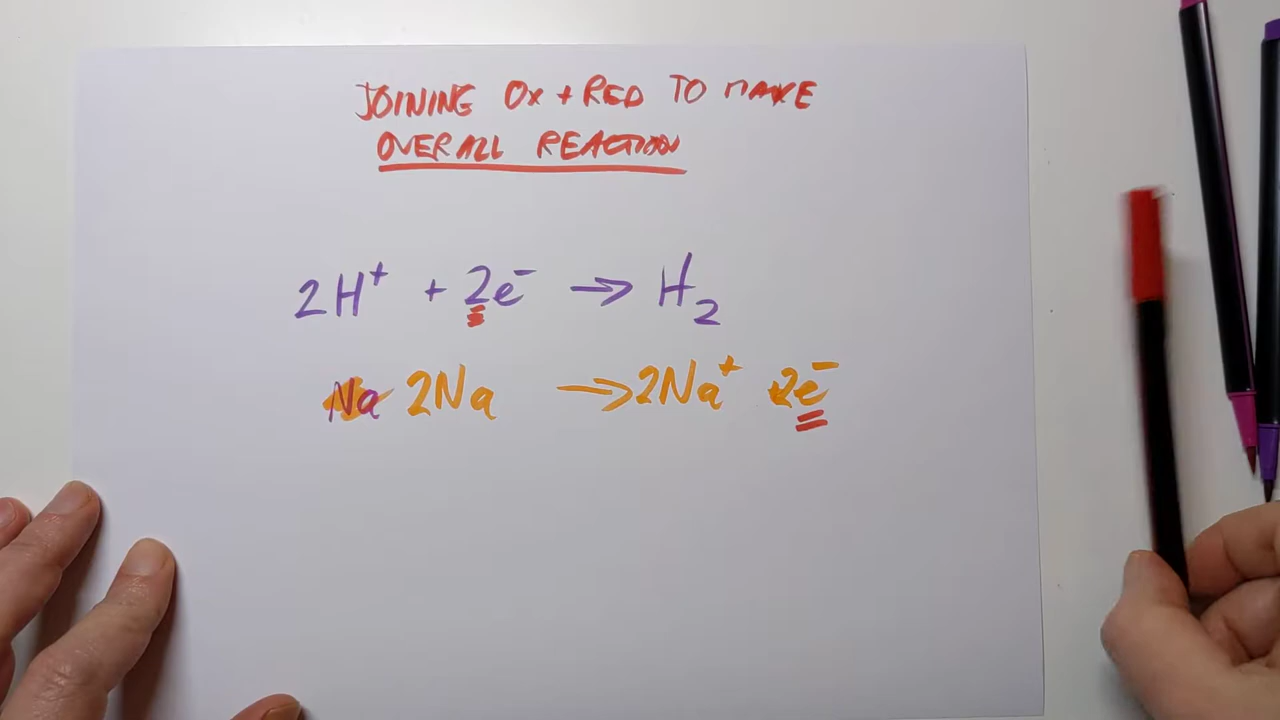 JOINING OX + RED TO MAKE
OVERALL REACTION
2H⁺ + 2e⁻ → H₂
Na 2Na → 2Na⁺ 2e⁻